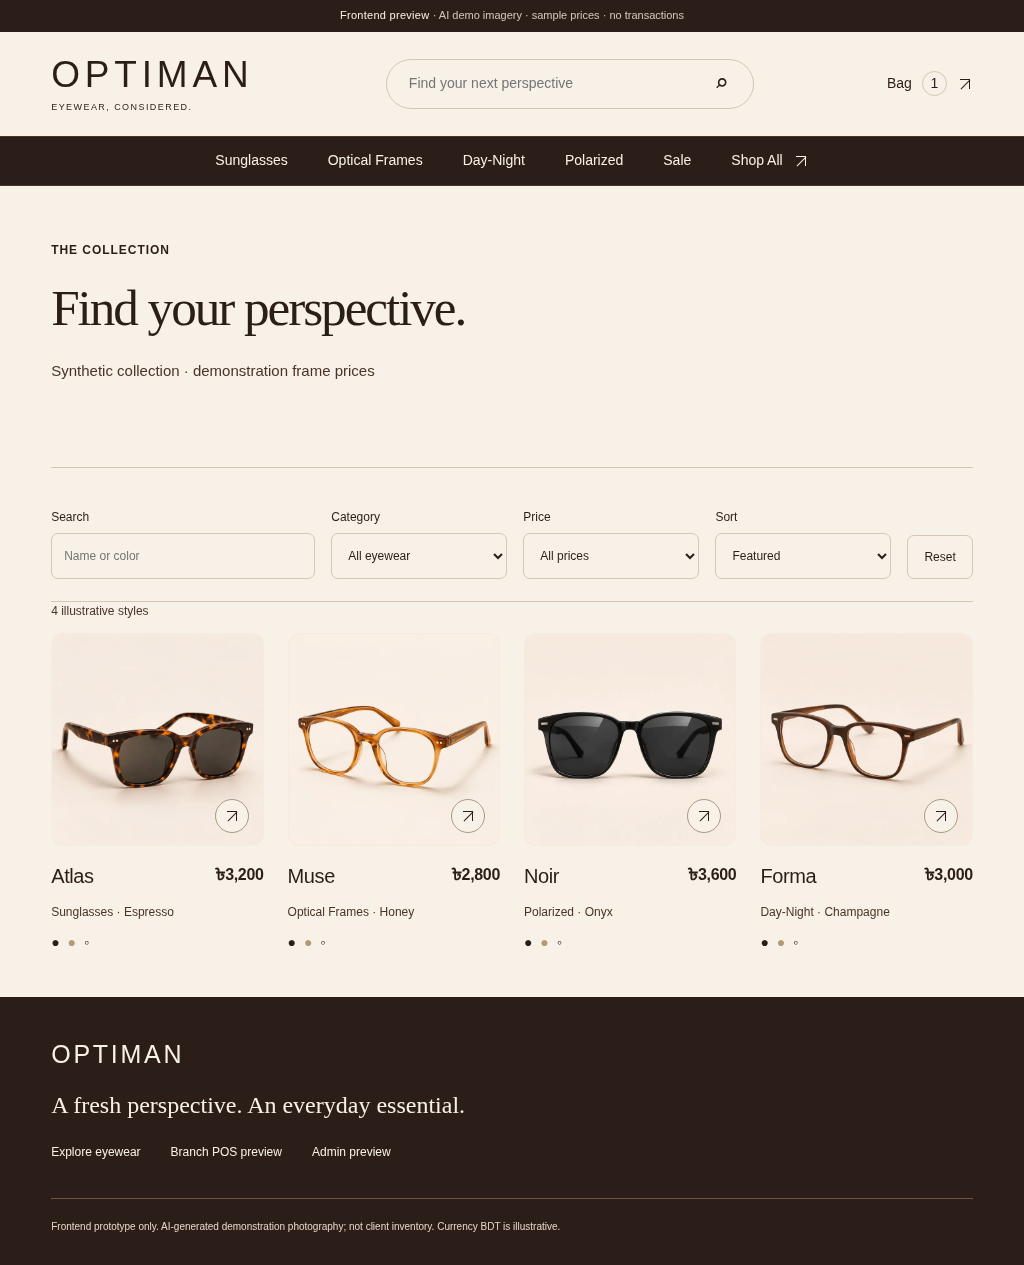 Frontend preview · AI demo imagery · sample prices · no transactions
OPTIMAN
EYEWEAR, CONSIDERED.
Find your next perspective
Bag 1
Sunglasses Optical Frames Day-Night Polarized Sale Shop All
THE COLLECTION
Find your perspective.
Synthetic collection · demonstration frame prices
Search Category Price Sort
Name or color All eyewear All prices Featured Reset
4 illustrative styles
Atlas ৳3,200 Muse ৳2,800 Noir ৳3,600 Forma ৳3,000
Sunglasses · Espresso Optical Frames · Honey Polarized · Onyx Day-Night · Champagne
OPTIMAN
A fresh perspective. An everyday essential.
Explore eyewear Branch POS preview Admin preview
Frontend prototype only. AI-generated demonstration photography; not client inventory. Currency BDT is illustrative.